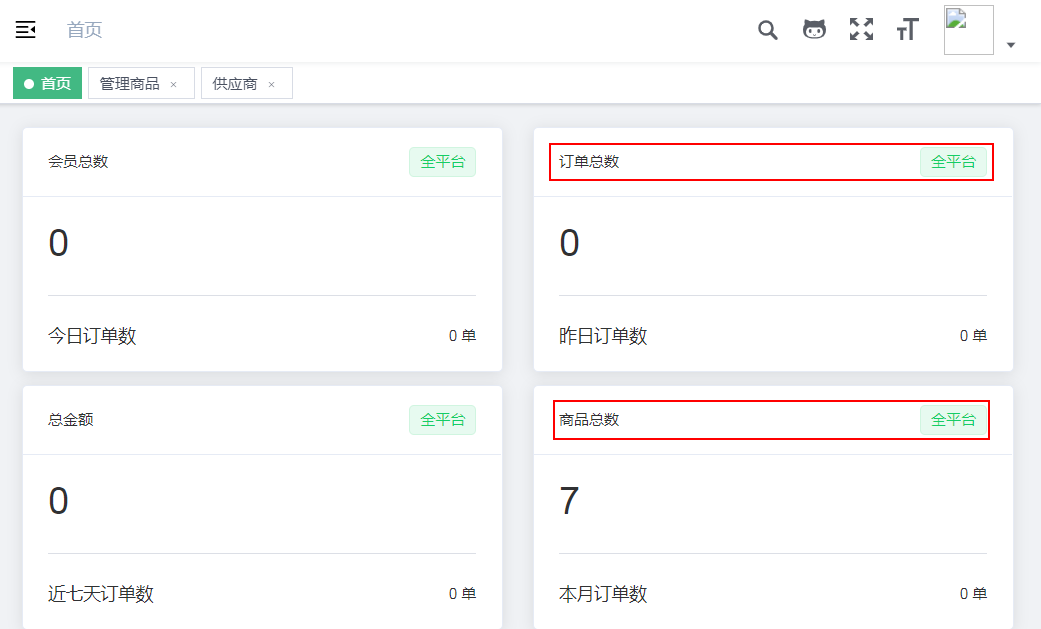 首页
首页 管理商品 × 供应商 ×
会员总数 全平台
0
今日订单数 0 单
订单总数 全平台
0
昨日订单数 0 单
总金额 全平台
0
近七天订单数 0 单
商品总数 全平台
7
本月订单数 0 单